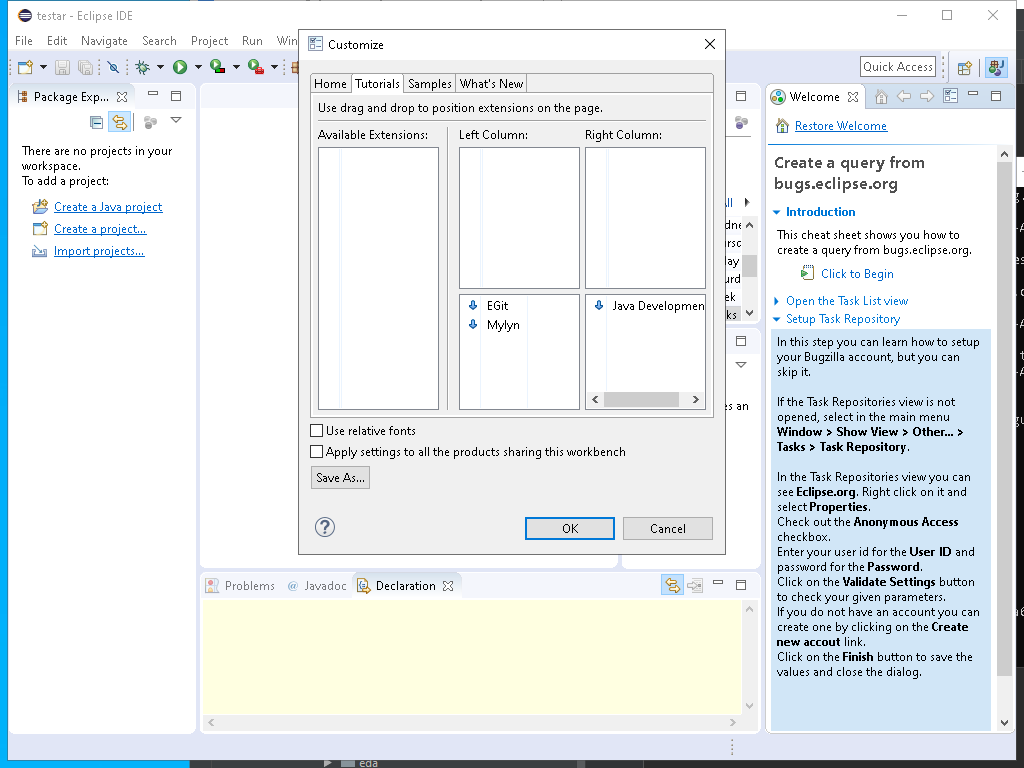 testar - Eclipse IDE
File Edit Navigate Search Project Run Win
Quick Access
Package Exp...
There are no projects in your
workspace.
To add a project:
Create a Java project
Create a project...
Import projects...
Customize
Home Tutorials Samples What's New
Use drag and drop to position extensions on the page.
Available Extensions: Left Column: Right Column:
EGit
Mylyn
Java Developmen
Use relative fonts
Apply settings to all the products sharing this workbench
Save As...
OK Cancel
Problems @ Javadoc Declaration
Welcome
Restore Welcome
Create a query from
bugs.eclipse.org
Introduction
This cheat sheet shows you how to
create a query from bugs.eclipse.org.
Click to Begin
Open the Task List view
Setup Task Repository
In this step you can learn how to setup
your Bugzilla account, but you can
skip it.
If the Task Repositories view is not
opened, select in the main menu
Window > Show View > Other... >
Tasks > Task Repository.
In the Task Repositories view you can
see Eclipse.org. Right click on it and
select Properties.
Check out the Anonymous Access
checkbox.
Enter your user id for the User ID and
password for the Password.
Click on the Validate Settings button
to check your given parameters.
If you do not have an account you can
create one by clicking on the Create
new accout link.
Click on the Finish button to save the
values and close the dialog.
eda